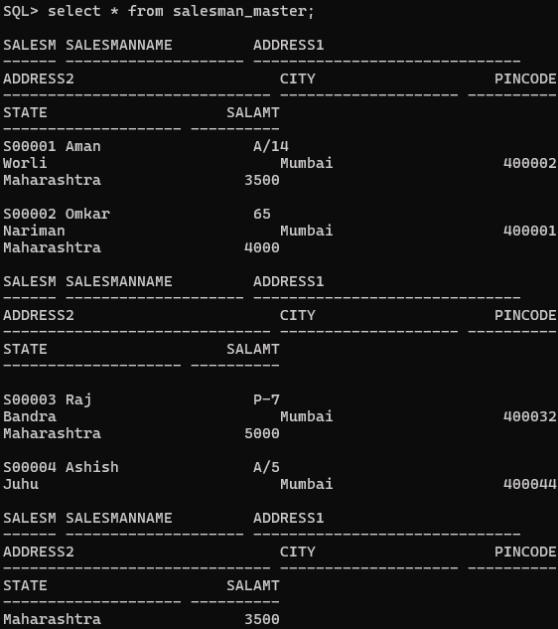 SQL> select * from salesman_master;
SALESM SALESMANNAME         ADDRESS1
------ -------------------- ------------------------------
ADDRESS2                       CITY                 PINCODE
------------------------------ -------------------- ----------
STATE                    SALAMT
-------------------- ----------
S00001 Aman                 A/14
Worli                          Mumbai                   400002
Maharashtra                3500
S00002 Omkar                65
Nariman                        Mumbai                   400001
Maharashtra                4000
SALESM SALESMANNAME         ADDRESS1
------ -------------------- ------------------------------
ADDRESS2                       CITY                 PINCODE
------------------------------ -------------------- ----------
STATE                    SALAMT
-------------------- ----------
S00003 Raj                  P-7
Bandra                         Mumbai                   400032
Maharashtra                5000
S00004 Ashish               A/5
Juhu                           Mumbai                   400044
SALESM SALESMANNAME         ADDRESS1
------ -------------------- ------------------------------
ADDRESS2                       CITY                 PINCODE
------------------------------ -------------------- ----------
STATE                    SALAMT
-------------------- ----------
Maharashtra                3500